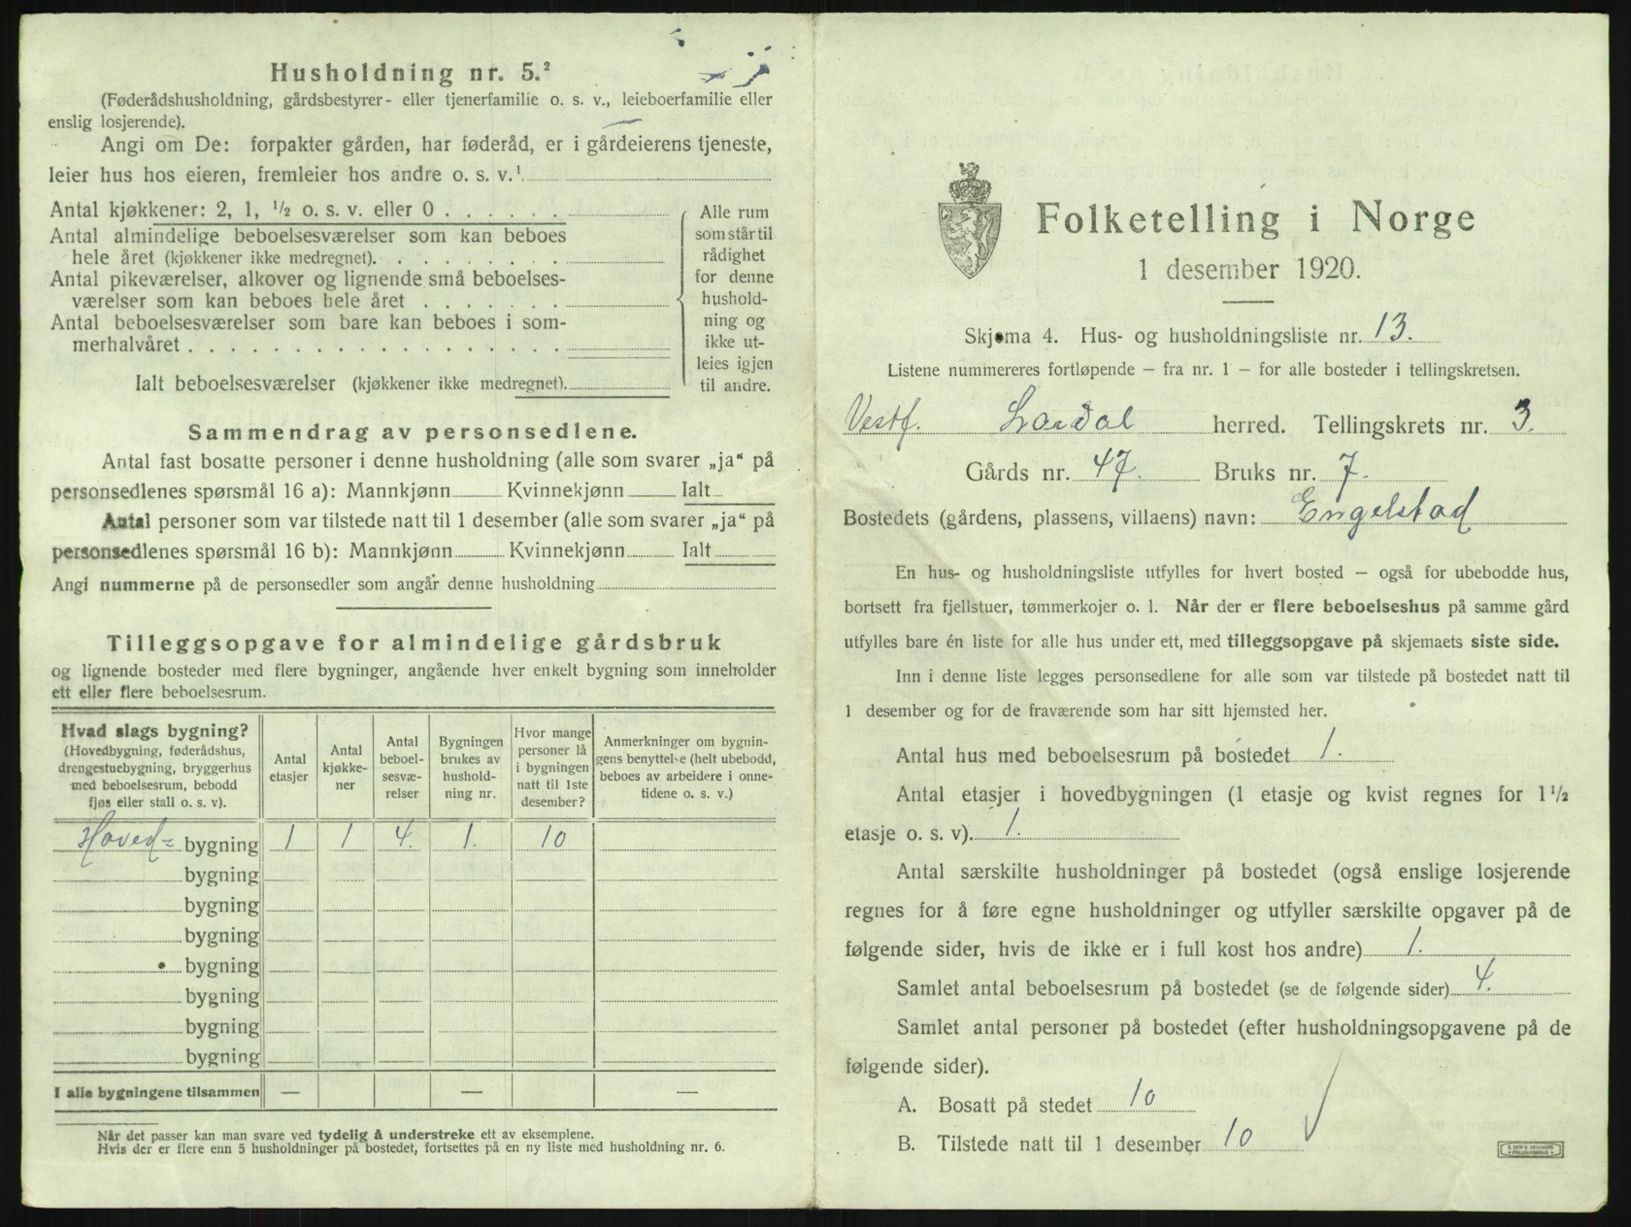 Husholdning nr. 5.²
(Føderådshusholdning, gårdsbestyrer- eller tjenerfamilie o. s. v., leieboerfamilie eller
enslig losjerende).
Angi om De: forpakter gården, har føderåd, er i gårdeierens tjeneste,
leier hus hos eieren, fremleier hos andre o. s. v.¹
Antal kjøkkener: 2, 1, ½ o. s. v. eller 0 . . . . . .
Antal almindelige beboelsesværelser som kan beboes
hele året (kjøkkener ikke medregnet). . . . . . . .
Antal pikeværelser, alkover og lignende små beboelses-
værelser som kan beboes hele året . . . . . . .
Antal beboelsesværelser som bare kan beboes i som-
merhalvåret . . . . . . . . . . . . . . . . . .
Ialt beboelsesværelser (kjøkkener ikke medregnet).
Alle rum
som står til
rådighet
for denne
hushold-
ning og
ikke ut-
leies igjen
til andre.
Sammendrag av personsedlene.
Antal fast bosatte personer i denne husholdning (alle som svarer „ja“ på
personsedlenes spørsmål 16 a): Mannkjønn Kvinnekjønn Ialt
Antal personer som var tilstede natt til 1 desember (alle som svarer „ja“ på
personsedlenes spørsmål 16 b): Mannkjønn Kvinnekjønn Ialt
Angi nummerne på de personsedler som angår denne husholdning
Tilleggsopgave for almindelige gårdsbruk
og lignende bosteder med flere bygninger, angående hver enkelt bygning som inneholder
ett eller flere beboelsesrum.
Hvad slags bygning?
(Hovedbygning, føderådshus,
drengestuebygning, bryggerhus
med beboelsesrum, bebodd
fjøs eller stall o. s. v).
Antal
etasjer
Antal
kjøkke-
ner
Antal
beboel-
sesvæ-
relser
Bygningen
brukes av
hushold-
ning nr.
Hvor mange
personer lå
i bygningen
natt til 1ste
desember?
Anmerkninger om bygnin-
gens benyttelse (helt ubebodd,
beboes av arbeidere i onne-
tidene o. s. v.)
Hoved= bygning 1 1 4. 1. 10
bygning
bygning
bygning
bygning
bygning
bygning
bygning
I alle bygningene tilsammen — — —
Når det passer kan man svare ved tydelig å understreke ett av eksemplene.
Hvis der er flere enn 5 husholdninger på bostedet, fortsettes på en ny liste med husholdning nr. 6.
Folketelling i Norge
1 desember 1920.
Skjema 4. Hus- og husholdningsliste nr. 13.
Listene nummereres fortløpende — fra nr. 1 — for alle bosteder i tellingskretsen.
Vestf. Lardal herred. Tellingskrets nr. 3.
Gårds nr. 47. Bruks nr. 7.
Bostedets (gårdens, plassens, villaens) navn: Engelstad
En hus- og husholdningsliste utfylles for hvert bosted — også for ubebodde hus,
bortsett fra fjellstuer, tømmerkojer o. l. Når der er flere beboelseshus på samme gård
utfylles bare én liste for alle hus under ett, med tilleggsopgave på skjemaets siste side.
Inn i denne liste legges personsedlene for alle som var tilstede på bostedet natt til
1 desember og for de fraværende som har sitt hjemsted her.
Antal hus med beboelsesrum på bostedet 1.
Antal etasjer i hovedbygningen (1 etasje og kvist regnes for 1½
etasje o. s. v). 1.
Antal særskilte husholdninger på bostedet (også enslige losjerende
regnes for å føre egne husholdninger og utfyller særskilte opgaver på de
følgende sider, hvis de ikke er i full kost hos andre) 1.
Samlet antal beboelsesrum på bostedet (se de følgende sider) 4.
Samlet antal personer på bostedet (efter husholdningsopgavene på de
følgende sider).
A. Bosatt på stedet 10
B. Tilstede natt til 1 desember 10